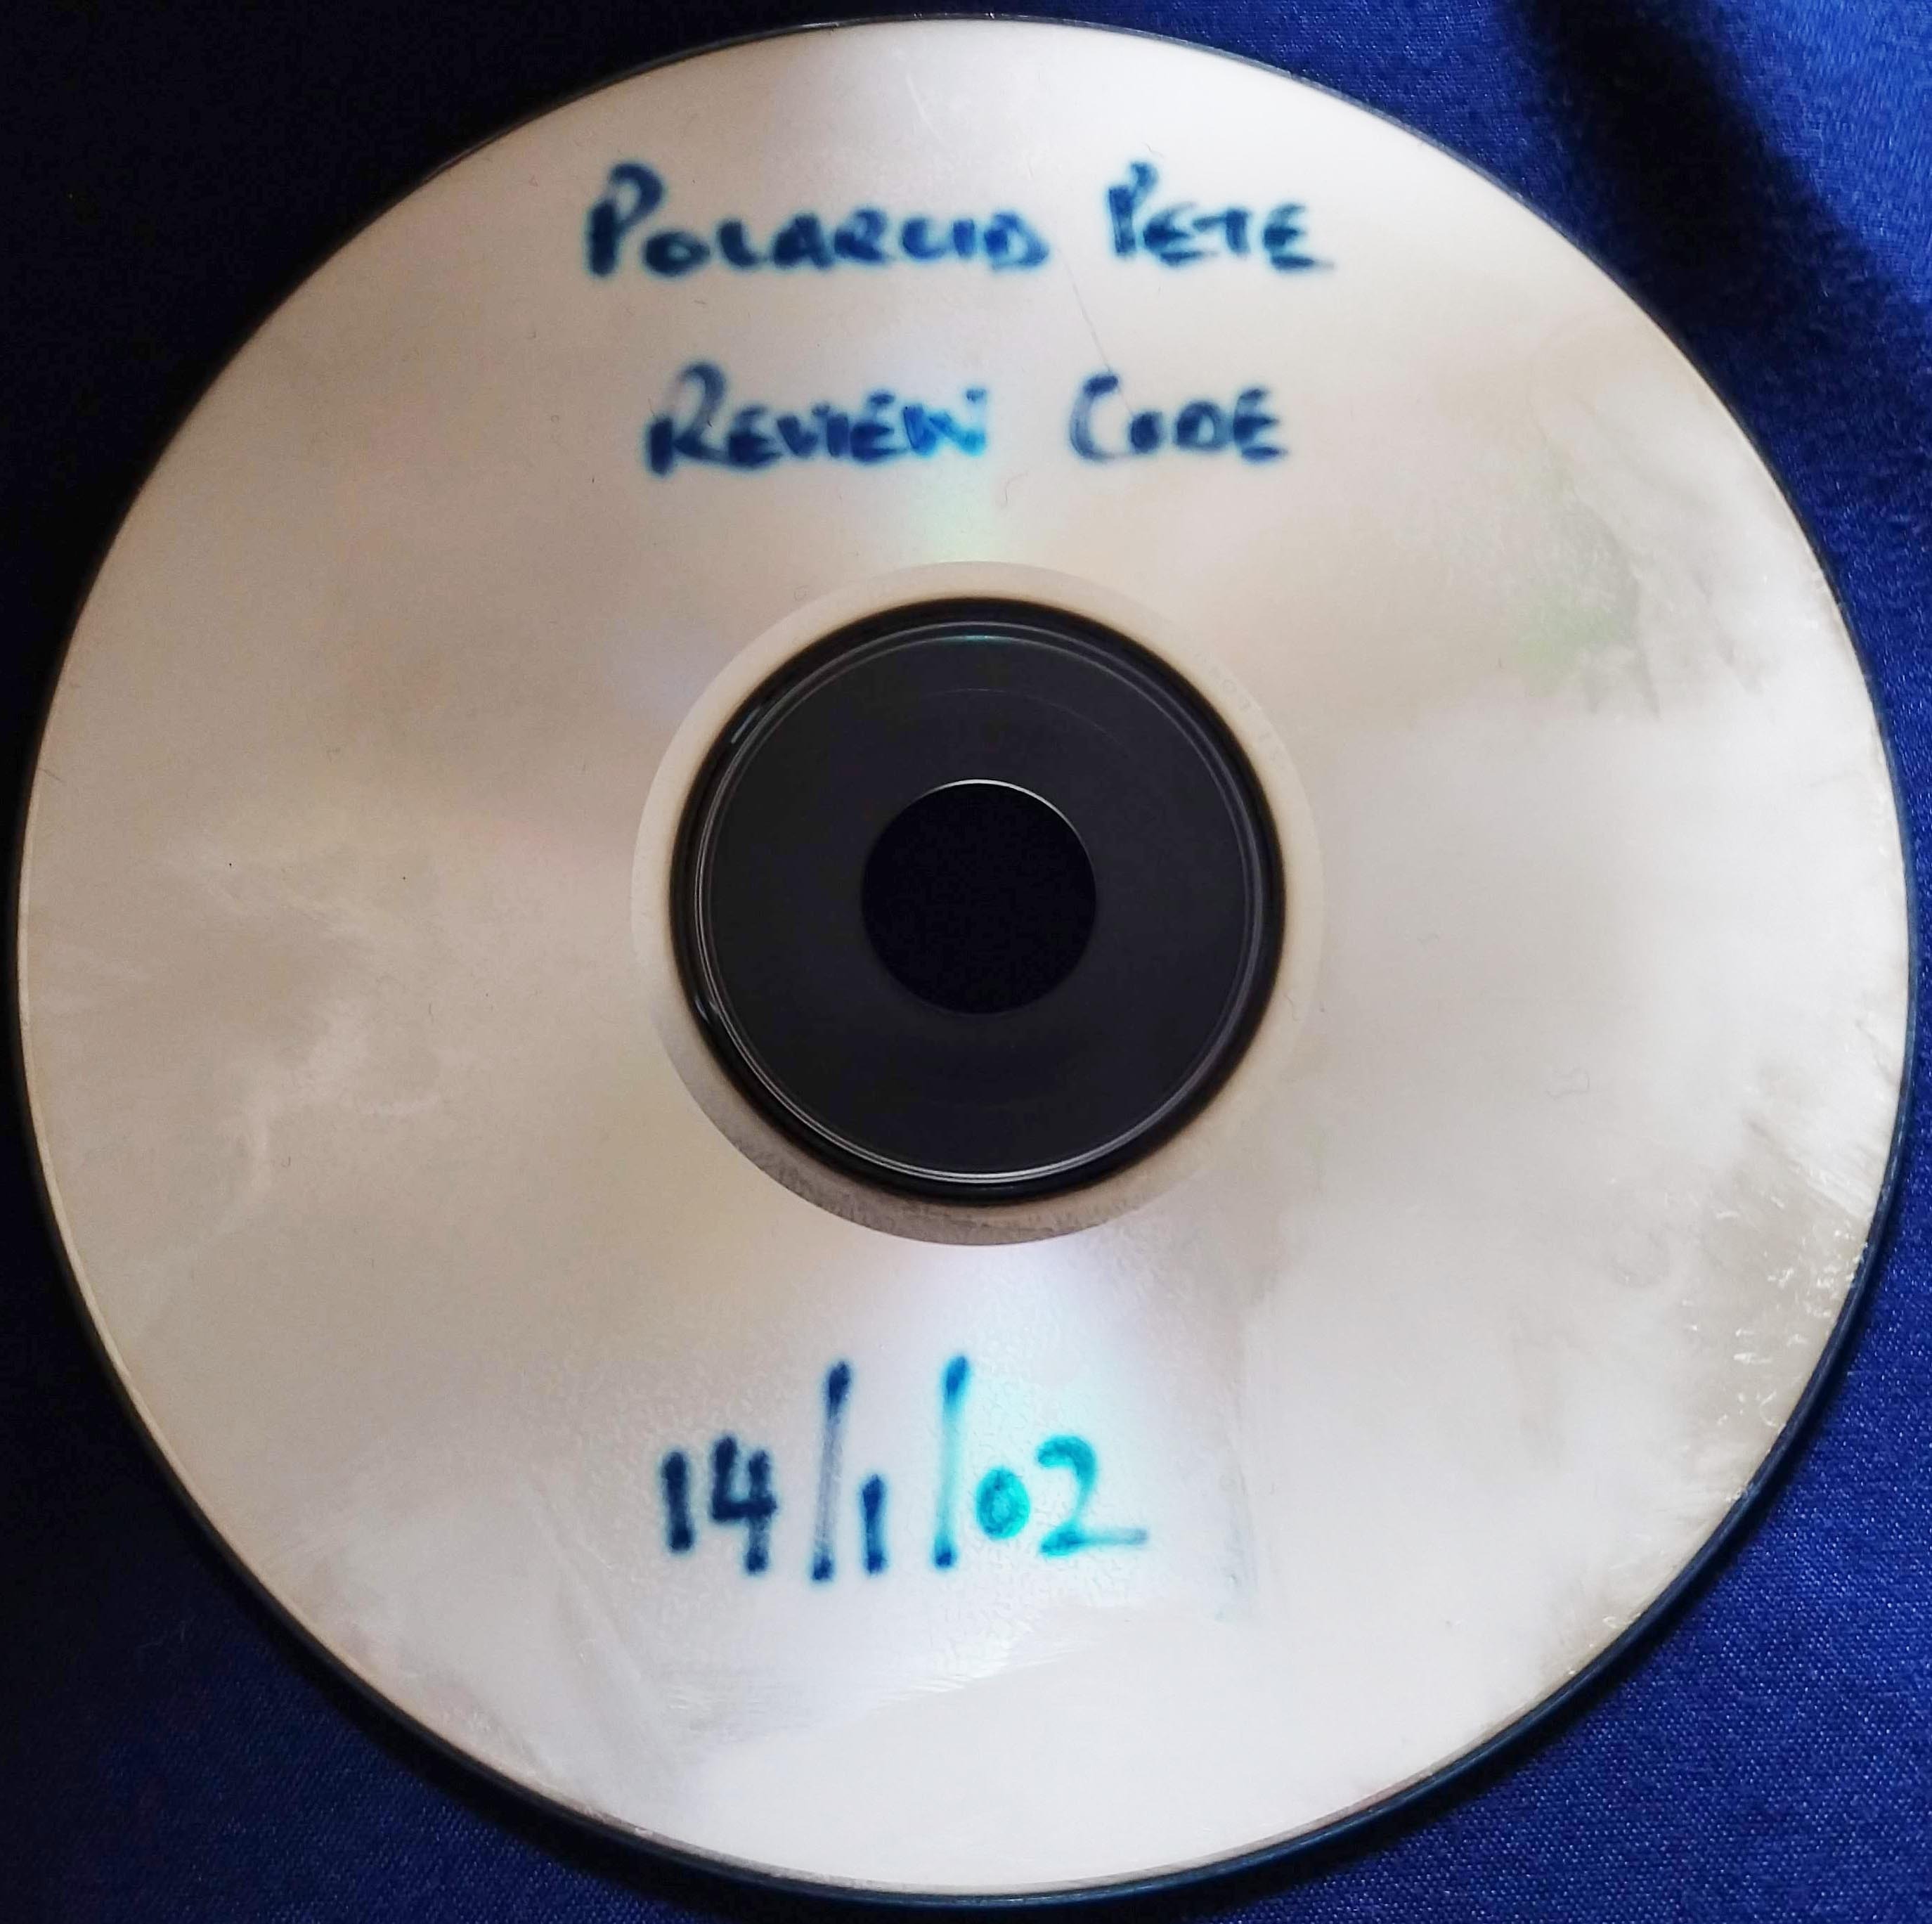 POLAROID PETE
REVIEW CODE
14/1/02